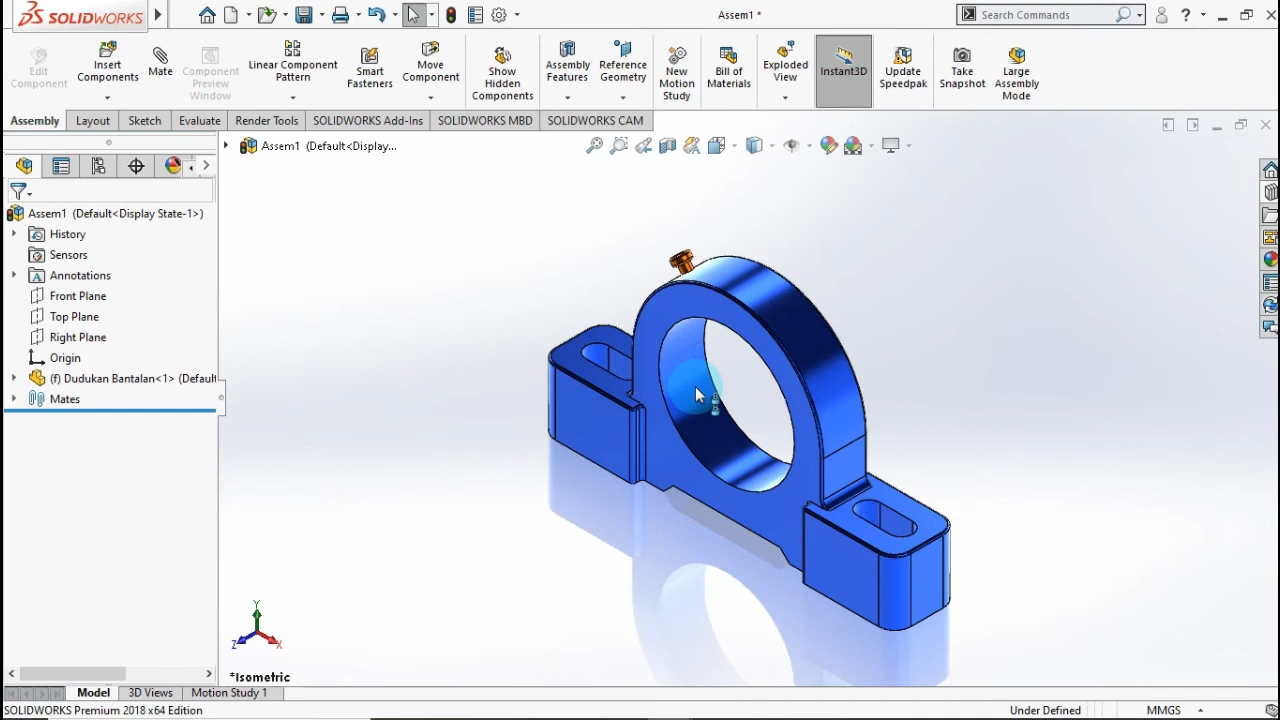 SOLIDWORKS
Assem1 *
Search Commands
?
Edit
Component
Insert
Components
Mate
Component
Preview
Window
Linear Component
Pattern
Smart
Fasteners
Move
Component
Show
Hidden
Components
Assembly
Features
Reference
Geometry
New
Motion
Study
Bill of
Materials
Exploded
View
Instant3D
Update
Speedpak
Take
Snapshot
Large
Assembly
Mode
Assembly
Layout
Sketch
Evaluate
Render Tools
SOLIDWORKS Add-Ins
SOLIDWORKS MBD
SOLIDWORKS CAM
Assem1 (Default<Display...
Assem1 (Default<Display State-1>)
History
Sensors
Annotations
Front Plane
Top Plane
Right Plane
Origin
(f) Dudukan Bantalan<1> (Default
Mates
Y
Z
X
*Isometric
Model
3D Views
Motion Study 1
SOLIDWORKS Premium 2018 x64 Edition
Under Defined
MMGS